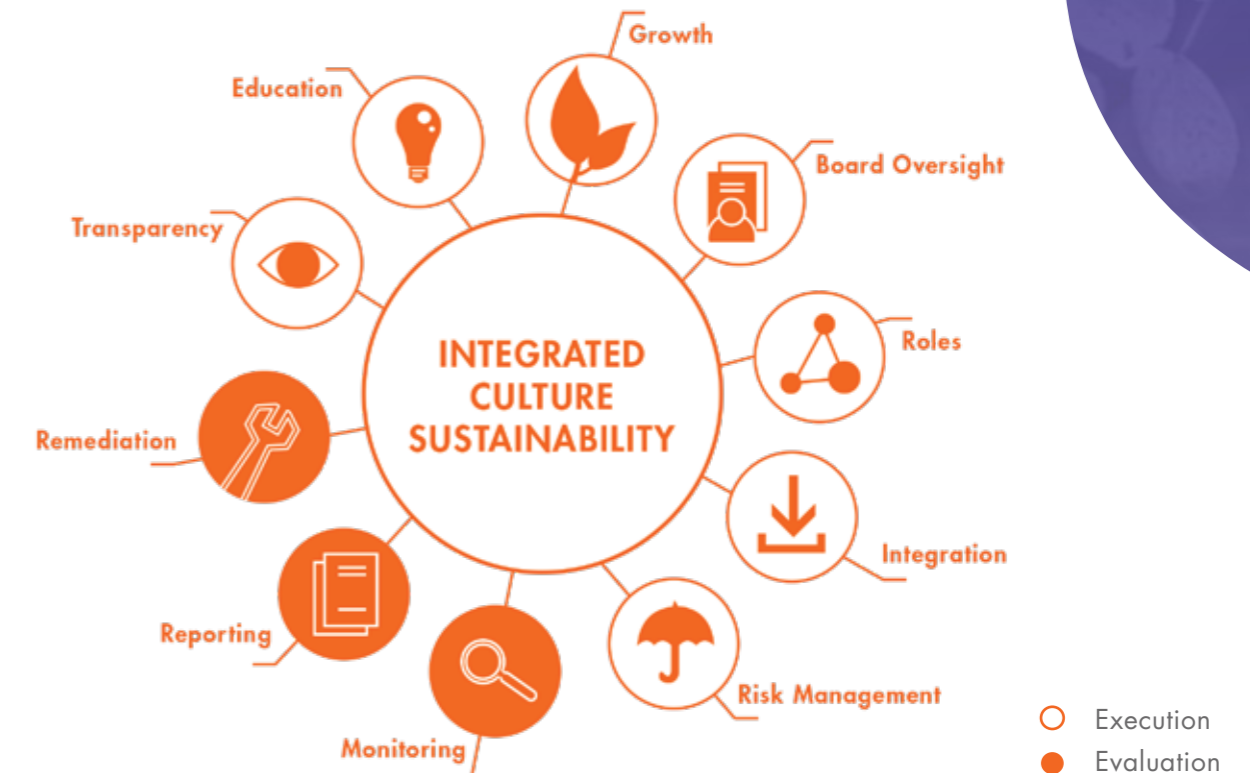 Growth
Education
Board Oversight
Transparency
Roles
INTEGRATED
CULTURE
SUSTAINABILITY
Remediation
Integration
Reporting
Risk Management
Monitoring
Execution
Evaluation